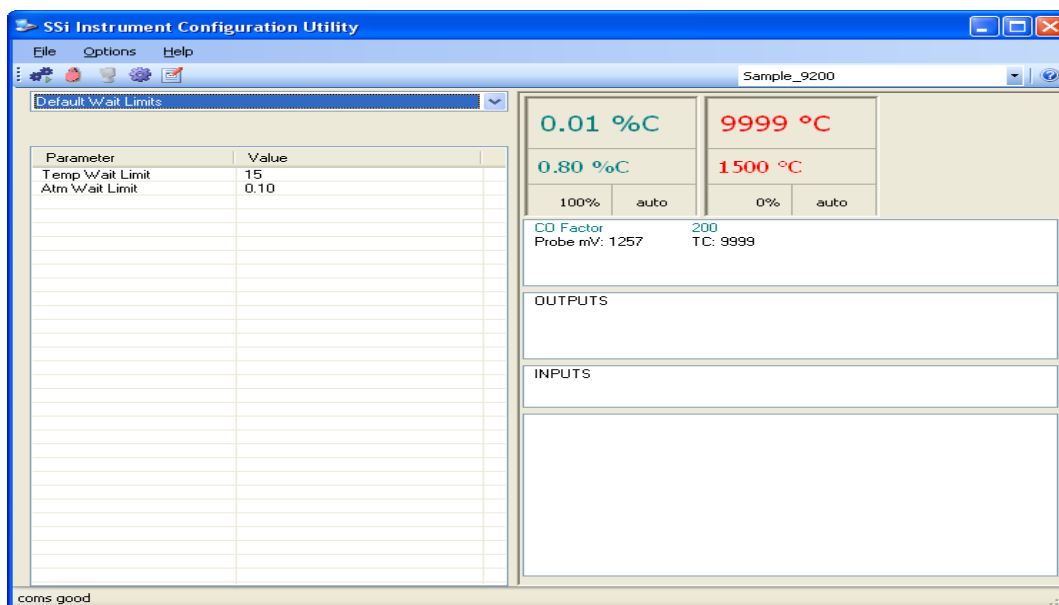 SSi Instrument Configuration Utility
File Options Help
Sample_9200
Default Wait Limits
Parameter Value
Temp Wait Limit 15
Atm Wait Limit 0.10
0.01 %C 9999 °C
0.80 %C 1500 °C
100% auto 0% auto
CO Factor 200
Probe mV: 1257 TC: 9999
OUTPUTS
INPUTS
coms good